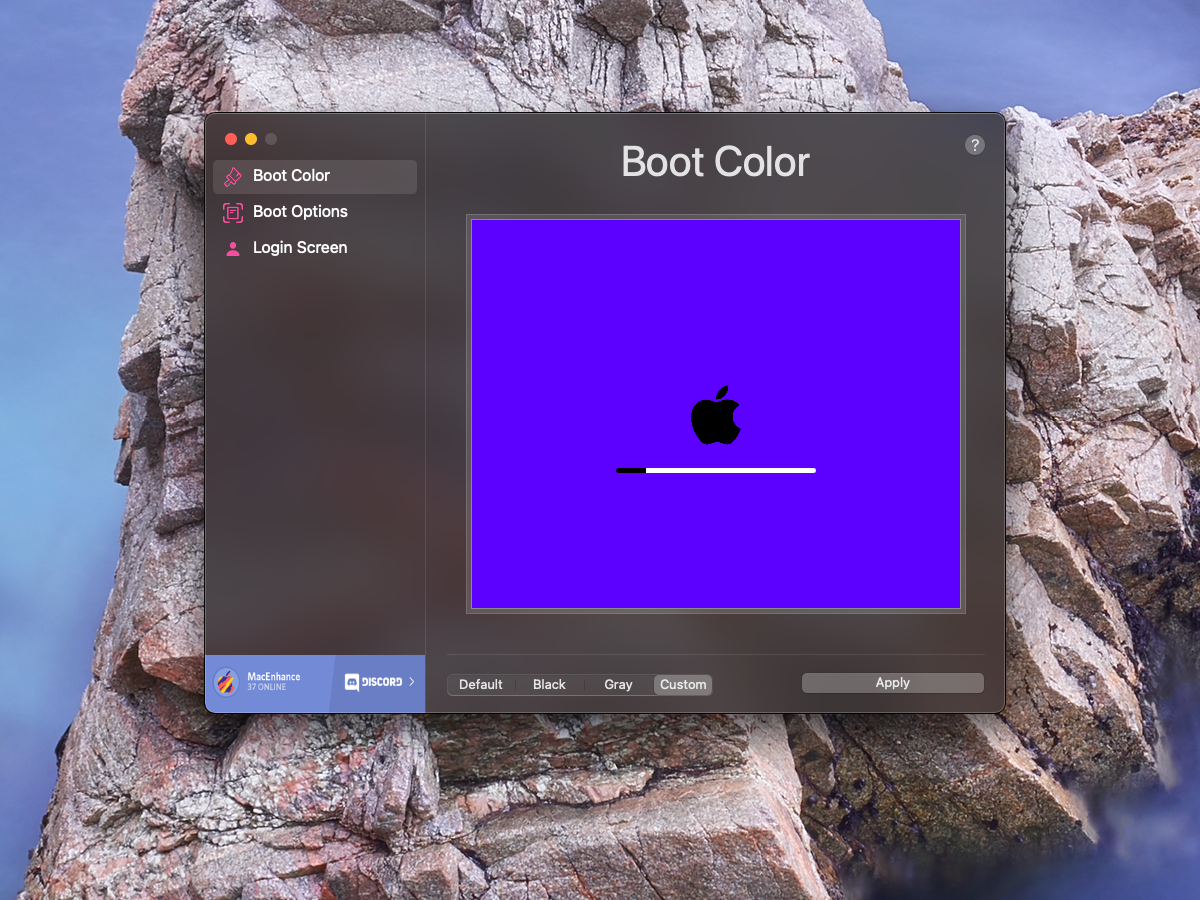 Boot Color
Boot Options
Login Screen
Boot Color
?
MacEnhance
37 ONLINE
DISCORD
Default Black Gray Custom
Apply